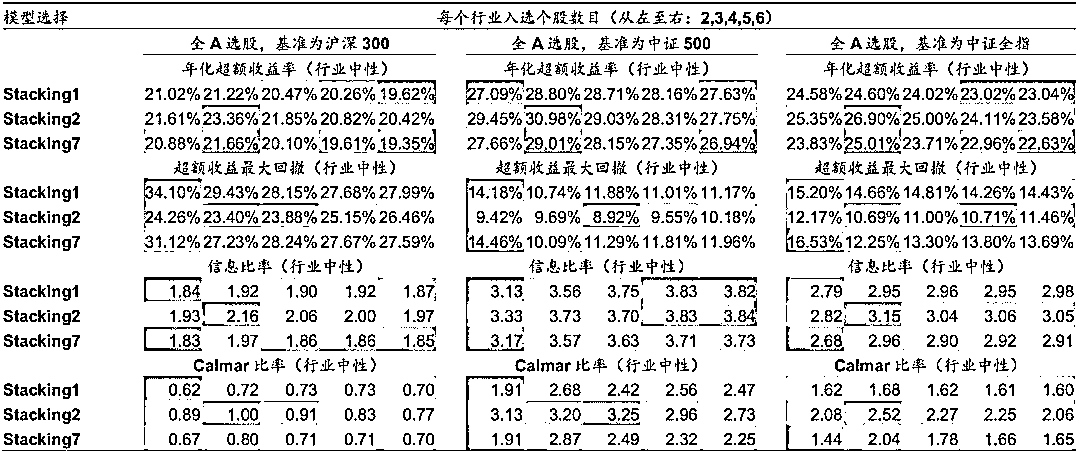 模型选择 每个行业入选个股数目（从左至右：2,3,4,5,6）
全A选股，基准为沪深300 全A选股，基准为中证500 全A选股，基准为中证全指
年化超额收益率（行业中性） 年化超额收益率（行业中性） 年化超额收益率（行业中性）
Stacking1 21.02% 21.22% 20.47% 20.26% 19.62% 27.09% 28.80% 28.71% 28.16% 27.63% 24.58% 24.60% 24.02% 23.02% 23.04%
Stacking2 21.61% 23.36% 21.85% 20.82% 20.42% 29.45% 30.98% 29.03% 28.31% 27.75% 25.35% 26.90% 25.00% 24.11% 23.58%
Stacking7 20.88% 21.66% 20.10% 19.61% 19.35% 27.66% 29.01% 28.15% 27.35% 26.94% 23.83% 25.01% 23.71% 22.96% 22.63%
超额收益最大回撤（行业中性） 超额收益最大回撤（行业中性） 超额收益最大回撤（行业中性）
Stacking1 34.10% 29.43% 28.15% 27.68% 27.99% 14.18% 10.74% 11.88% 11.01% 11.17% 15.20% 14.66% 14.81% 14.26% 14.43%
Stacking2 24.26% 23.40% 23.88% 25.15% 26.46% 9.42% 9.69% 8.92% 9.55% 10.18% 12.17% 10.69% 11.00% 10.71% 11.46%
Stacking7 31.12% 27.23% 28.24% 27.67% 27.59% 14.46% 10.09% 11.29% 11.81% 11.96% 16.53% 12.25% 13.30% 13.80% 13.69%
信息比率（行业中性） 信息比率（行业中性） 信息比率（行业中性）
Stacking1 1.84 1.92 1.90 1.92 1.87 3.13 3.56 3.75 3.83 3.82 2.79 2.95 2.96 2.95 2.98
Stacking2 1.93 2.16 2.06 2.00 1.97 3.33 3.73 3.70 3.83 3.84 2.82 3.15 3.04 3.06 3.05
Stacking7 1.83 1.97 1.86 1.86 1.85 3.17 3.57 3.63 3.71 3.73 2.68 2.96 2.90 2.92 2.91
Calmar 比率（行业中性） Calmar 比率（行业中性） Calmar 比率（行业中性）
Stacking1 0.62 0.72 0.73 0.73 0.70 1.91 2.68 2.42 2.56 2.47 1.62 1.68 1.62 1.61 1.60
Stacking2 0.89 1.00 0.91 0.83 0.77 3.13 3.20 3.25 2.96 2.73 2.08 2.52 2.27 2.25 2.06
Stacking7 0.67 0.80 0.71 0.71 0.70 1.91 2.87 2.49 2.32 2.25 1.44 2.04 1.78 1.66 1.65